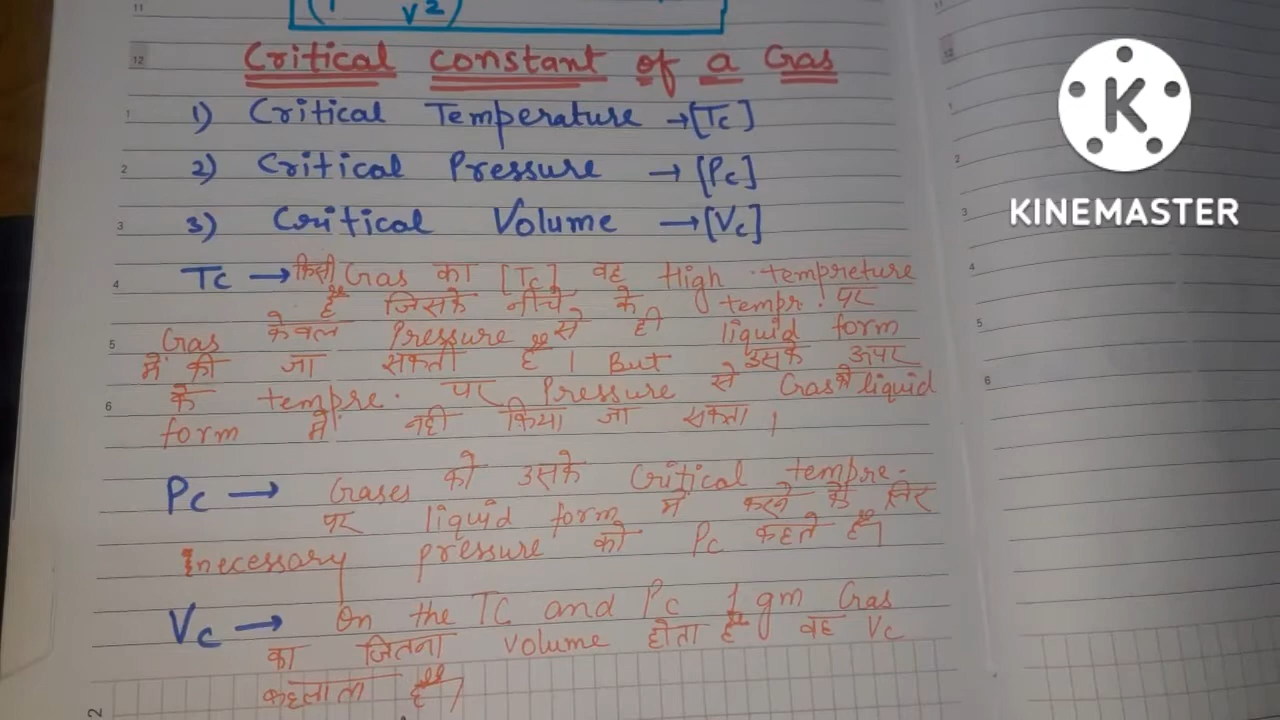 Critical constant of a Gas
1) Critical Temperature → [Tc]
2) Critical Pressure → [Pc]
3) Critical Volume → [Vc]
Tc → किसी Gas का [Tc] वह High tempreture
है जिसके नीचे के tempr. पर
Gas केवल Pressure से ही liquid form
में की जा सकती है । But उसके ऊपर
के tempre. पर Pressure से Gas को liquid
form में नही किया जा सकता ।
Pc → Gases को उसके Critical tempre-
पर liquid form में करने के लिए
necessary pressure को Pc कहते है।
Vc → On the TC and Pc 1 gm Gas
का जितना volume होता है वह Vc
कहलाता है।
K
KINEMASTER